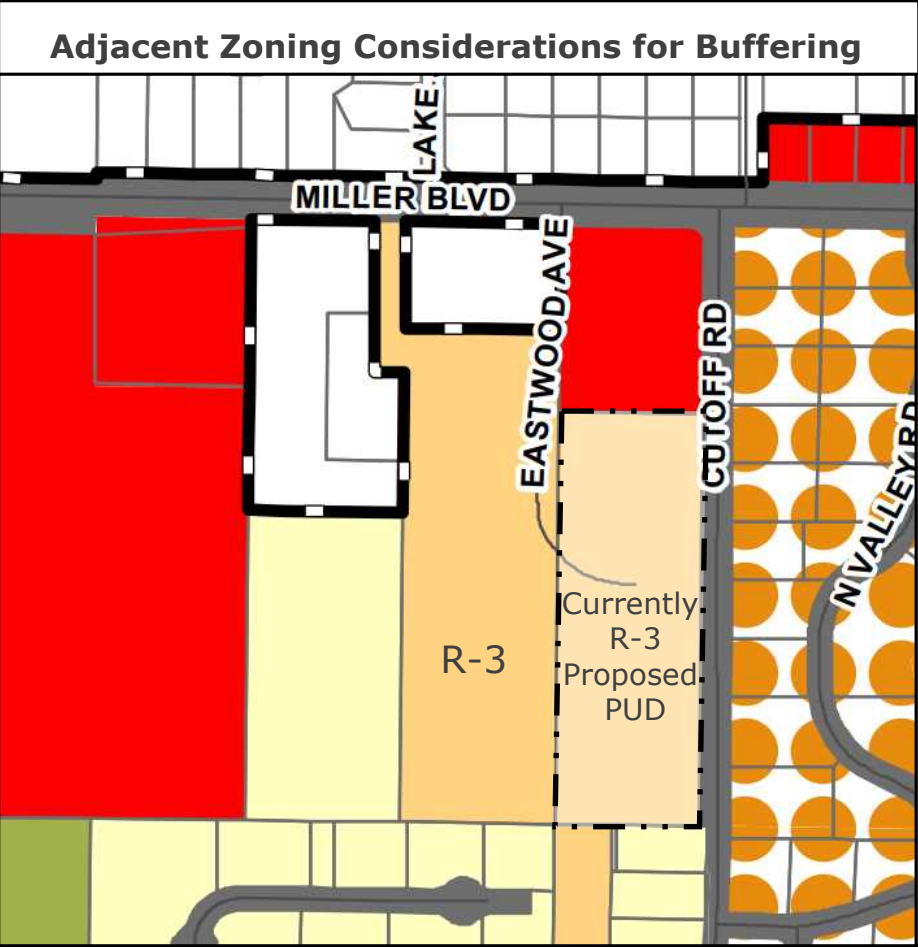 Adjacent Zoning Considerations for Buffering
LAKE
MILLER BLVD
EASTWOOD AVE
CUTOFF RD
N VALLEY RD
Currently
R-3
Proposed
PUD
R-3